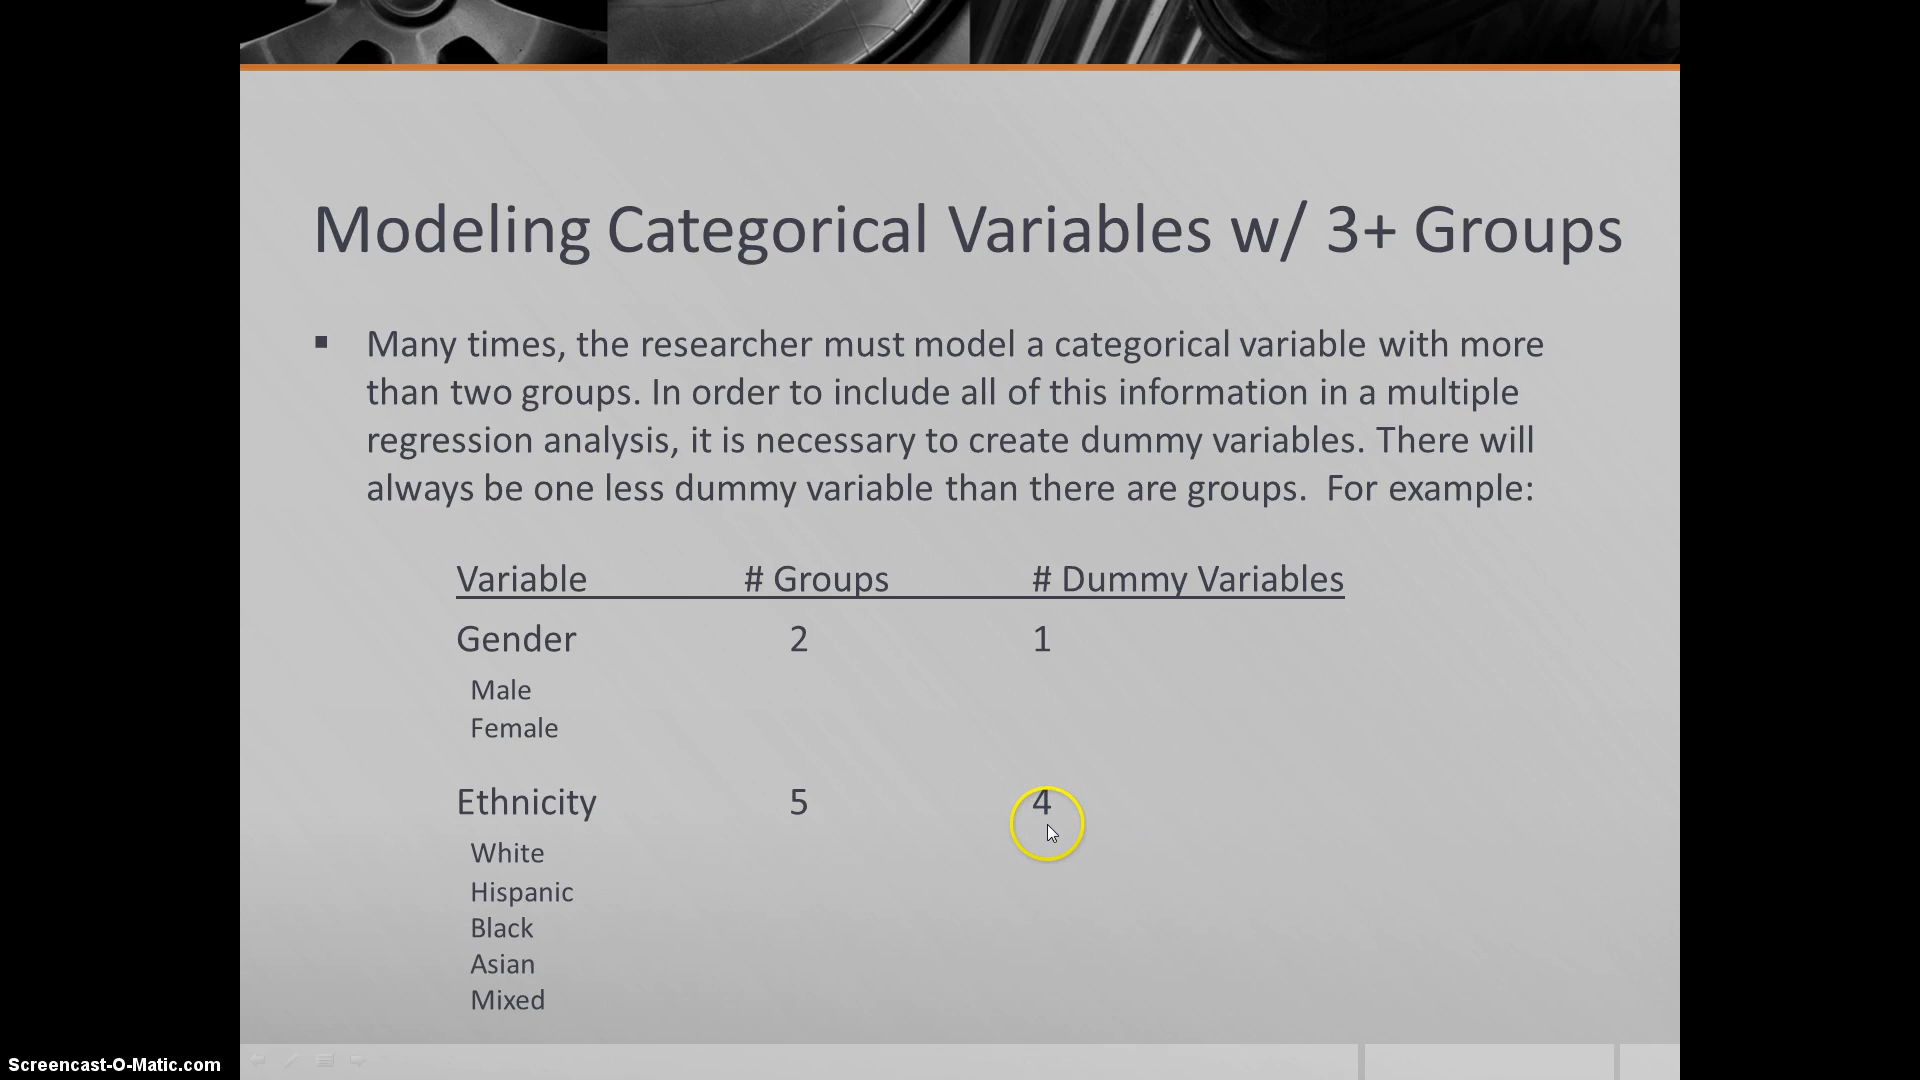 Modeling Categorical Variables w/ 3+ Groups
▪ Many times, the researcher must model a categorical variable with more
than two groups. In order to include all of this information in a multiple
regression analysis, it is necessary to create dummy variables. There will
always be one less dummy variable than there are groups. For example:
Variable # Groups # Dummy Variables
Gender 2 1
Male
Female
Ethnicity 5 4
White
Hispanic
Black
Asian
Mixed
Screencast-O-Matic.com